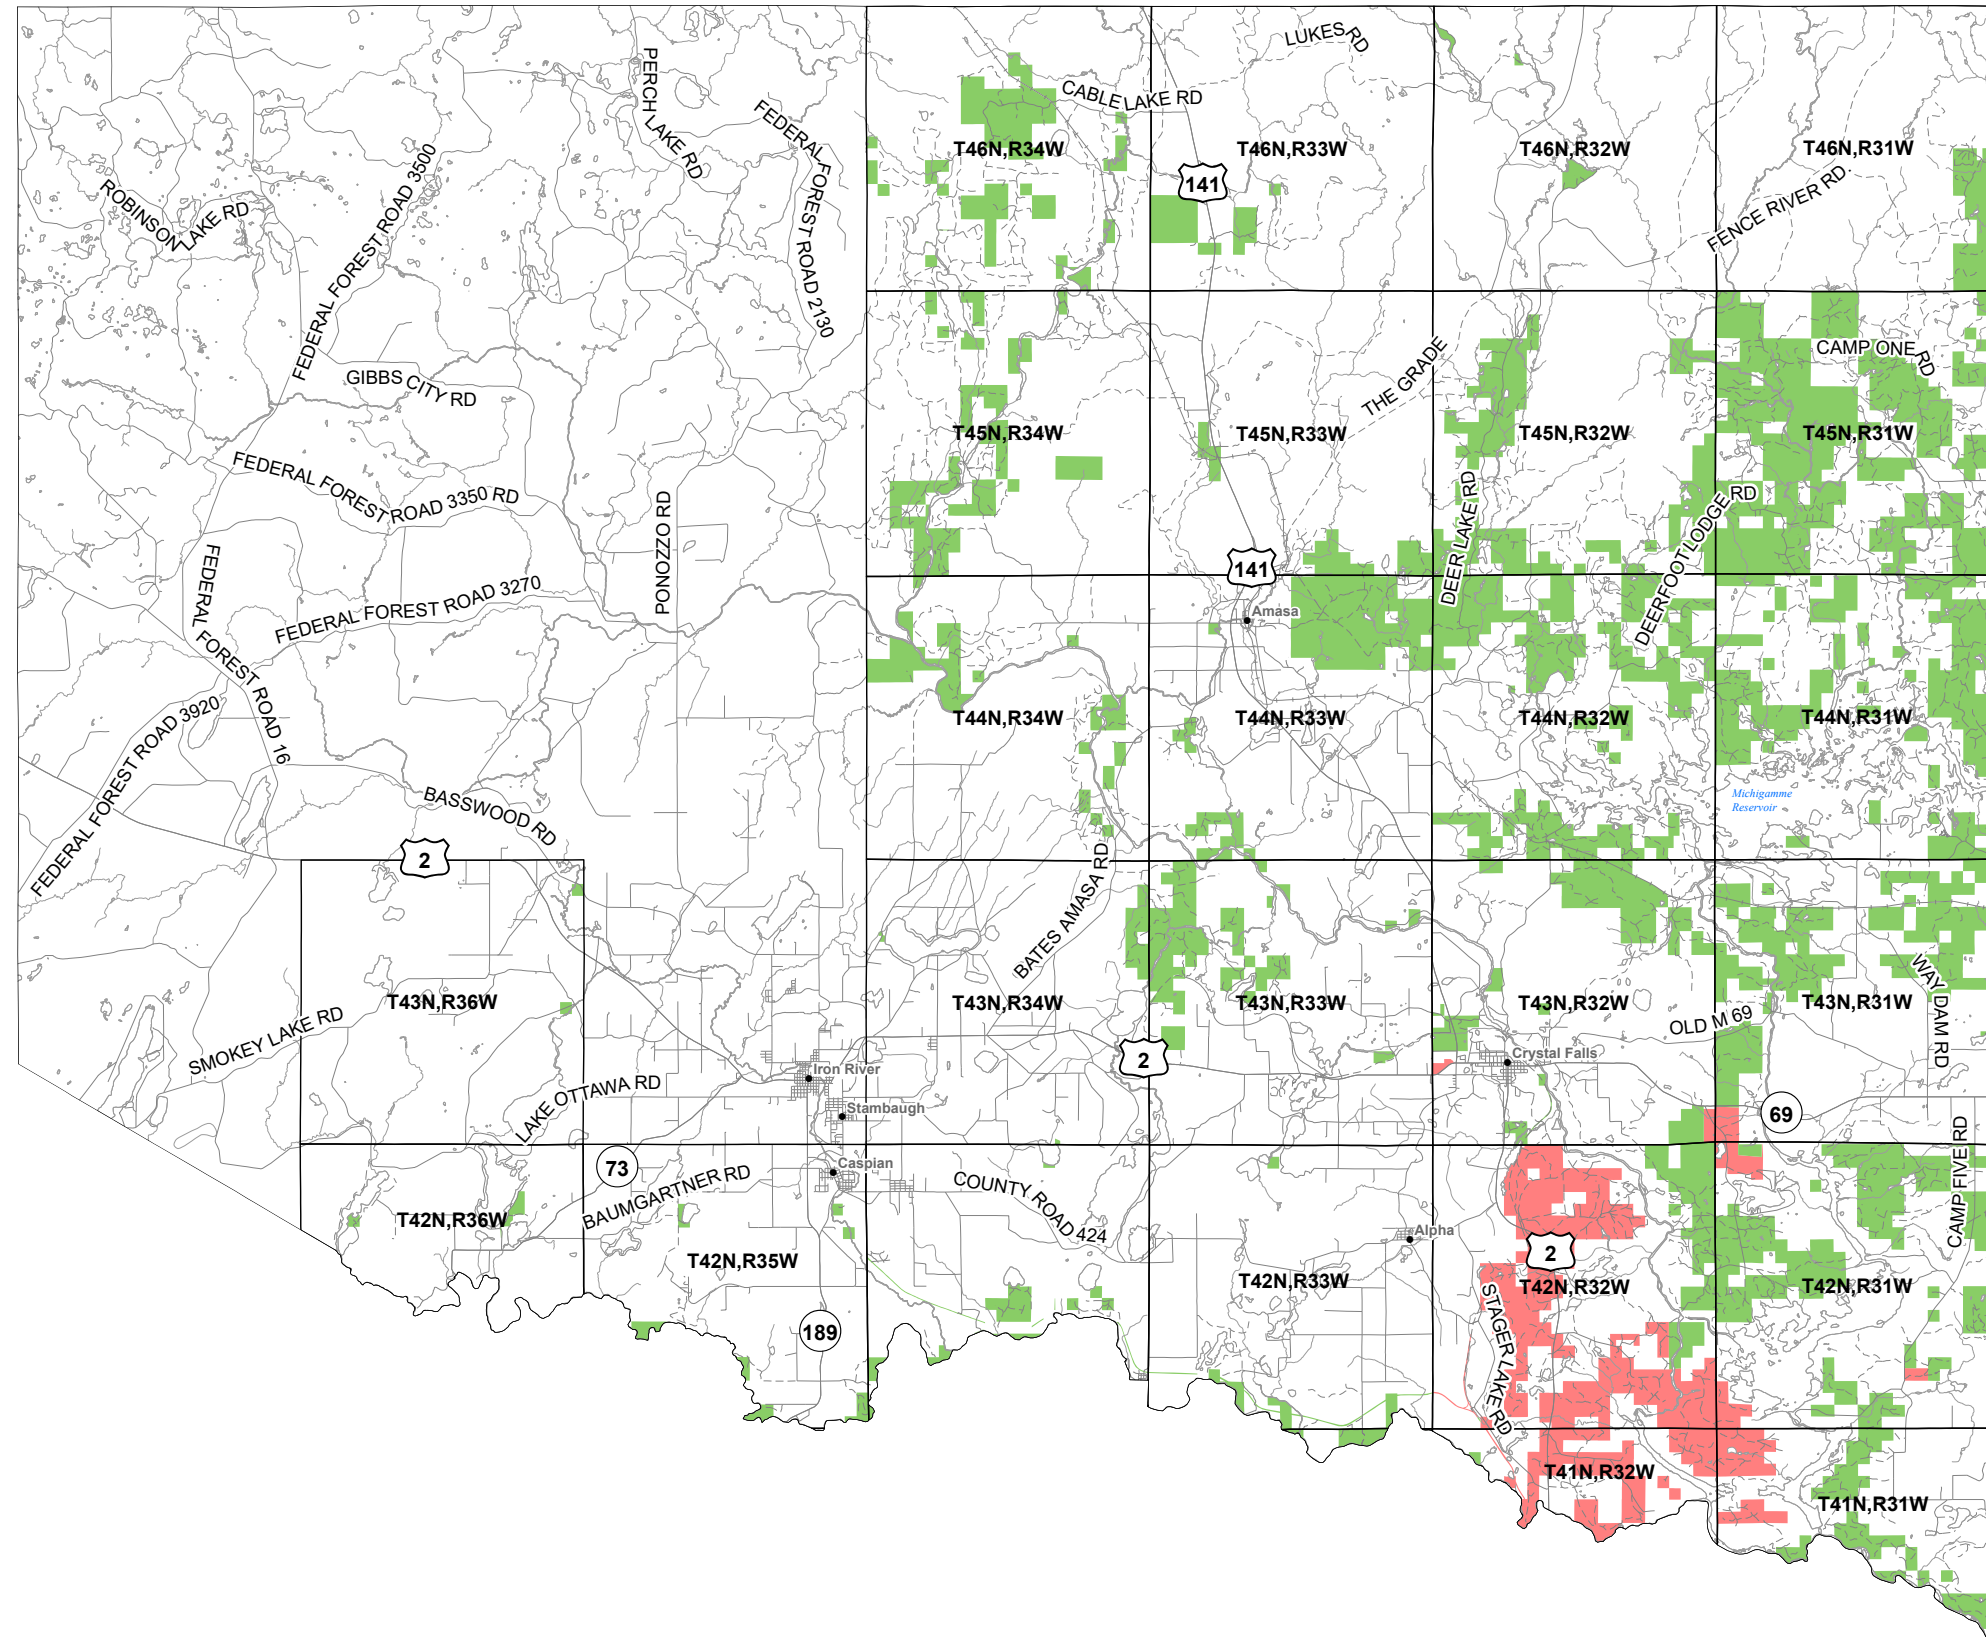 LUKES RD
PERCH LAKE RD
CABLE LAKE RD
FEDERAL FOREST ROAD 2130
T46N,R34W
T46N,R33W
T46N,R32W
T46N,R31W
141
FEDERAL FOREST ROAD 3500
ROBINSON LAKE RD
FENCE RIVER RD.
CAMP ONE RD
GIBBS CITY RD
THE GRADE
T45N,R34W
T45N,R33W
T45N,R32W
T45N,R31W
FEDERAL FOREST ROAD 3350 RD
PONOZZO RD
DEER LAKE RD
DEERFOOT LODGE RD
141
FEDERAL FOREST ROAD 3270
FEDERAL FOREST ROAD 16
Amasa
FEDERAL FOREST ROAD 3920
T44N,R34W
T44N,R33W
T44N,R32W
T44N,R31W
Michigamme
Reservoir
BASSWOOD RD
2
BATES AMASA RD
T43N,R36W
T43N,R34W
T43N,R33W
T43N,R32W
T43N,R31W
SMOKEY LAKE RD
OLD M 69
WAY DAM RD
2
Crystal Falls
Iron River
LAKE OTTAWA RD
Stambaugh
69
73
Caspian
BAUMGARTNER RD
COUNTY ROAD 424
CAMP FIVE RD
T42N,R36W
Alpha
T42N,R35W
2
T42N,R33W
T42N,R32W
T42N,R31W
189
STAGER LAKE RD
T41N,R32W
T41N,R31W